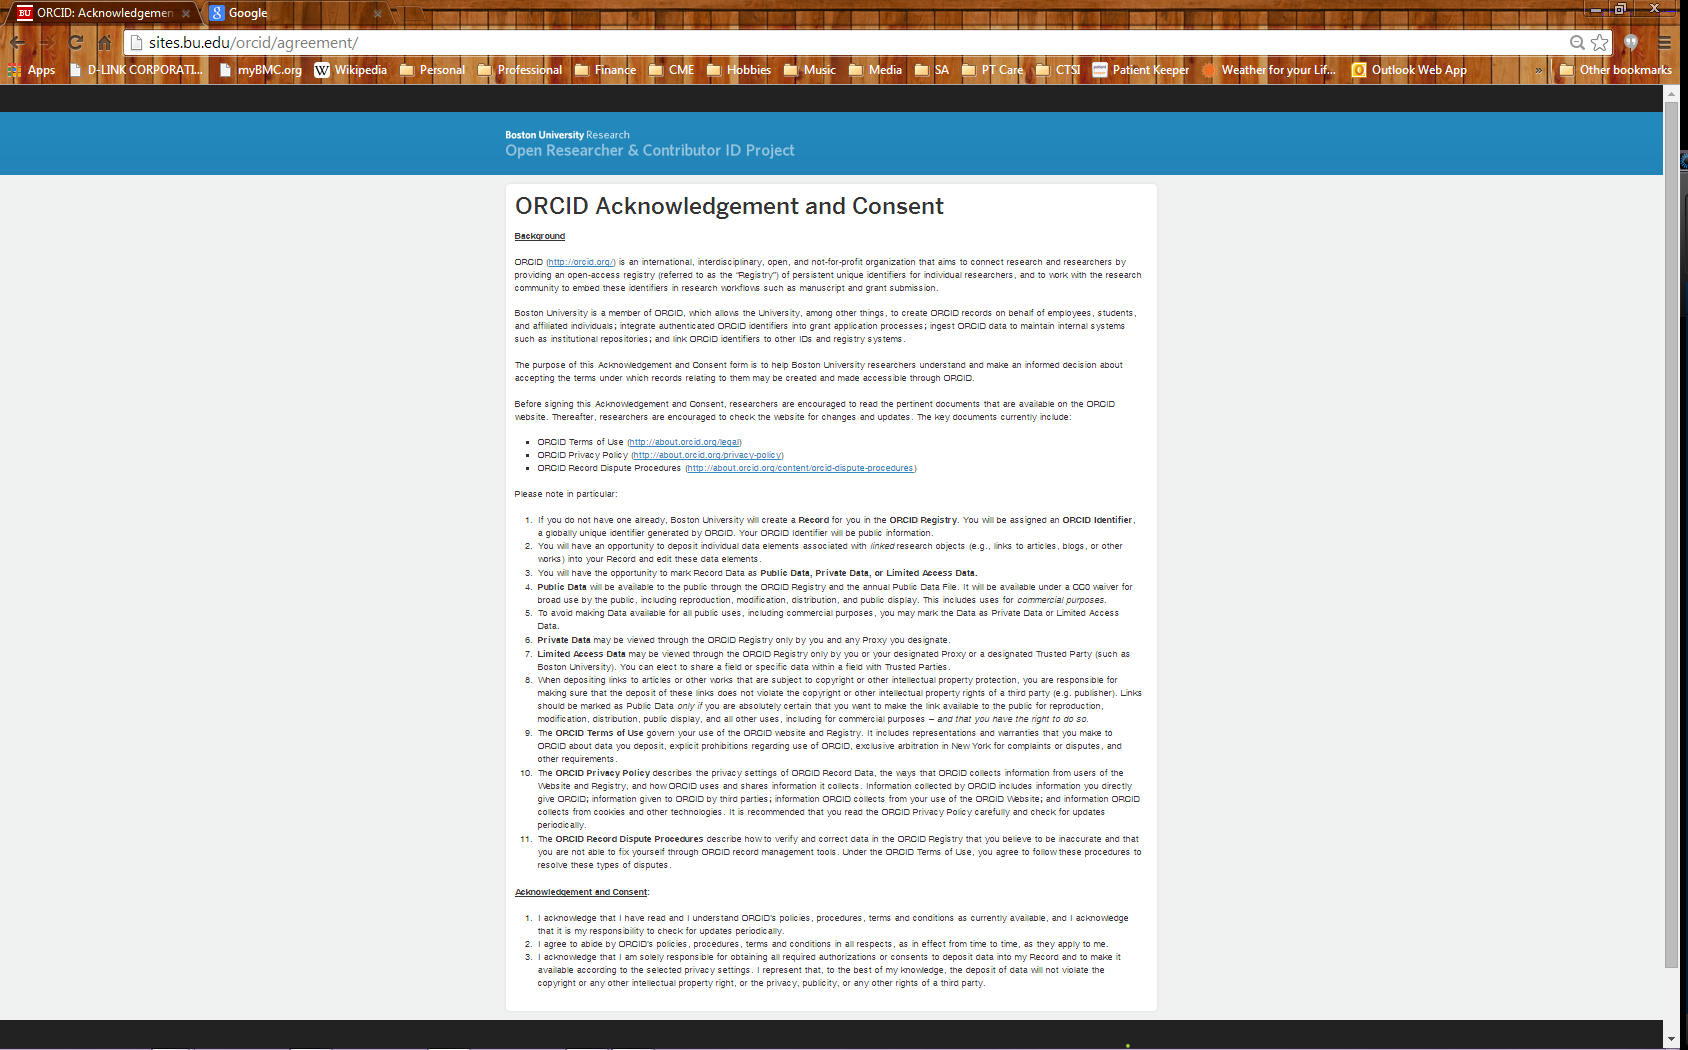 BU ORCID: Acknowledgemen
8 Google
sites.bu.edu/orcid/agreement/
Apps D-LINK CORPORATI... myBMC.org W Wikipedia Personal Professional Finance CME Hobbies Music Media SA PT Care CTSI Patient Keeper Weather for your Lif... Outlook Web App » Other bookmarks
Boston University Research
Open Researcher & Contributor ID Project
ORCID Acknowledgement and Consent
Background
ORCID (http://orcid.org/) is an international, interdisciplinary, open, and not-for-profit organization that aims to connect research and researchers by
providing an open-access registry (referred to as the "Registry") of persistent unique identifiers for individual researchers, and to work with the research
community to embed these identifiers in research workflows such as manuscript and grant submission.
Boston University is a member of ORCID, which allows the University, among other things, to create ORCID records on behalf of employees, students,
and affiliated individuals; integrate authenticated ORCID identifiers into grant application processes; ingest ORCID data to maintain internal systems
such as institutional repositories; and link ORCID identifiers to other IDs and registry systems.
The purpose of this Acknowledgement and Consent form is to help Boston University researchers understand and make an informed decision about
accepting the terms under which records relating to them may be created and made accessible through ORCID.
Before signing this Acknowledgement and Consent, researchers are encouraged to read the pertinent documents that are available on the ORCID
website. Thereafter, researchers are encouraged to check the website for changes and updates. The key documents currently include:
▪ ORCID Terms of Use (http://about.orcid.org/legal)
▪ ORCID Privacy Policy (http://about.orcid.org/privacy-policy)
▪ ORCID Record Dispute Procedures (http://about.orcid.org/content/orcid-dispute-procedures)
Please note in particular:
1. If you do not have one already, Boston University will create a Record for you in the ORCID Registry. You will be assigned an ORCID Identifier,
a globally unique identifier generated by ORCID. Your ORCID Identifier will be public information.
2. You will have an opportunity to deposit individual data elements associated with linked research objects (e.g., links to articles, blogs, or other
works) into your Record and edit these data elements.
3. You will have the opportunity to mark Record Data as Public Data, Private Data, or Limited Access Data.
4. Public Data will be available to the public through the ORCID Registry and the annual Public Data File. It will be available under a CC0 waiver for
broad use by the public, including reproduction, modification, distribution, and public display. This includes uses for commercial purposes.
5. To avoid making Data available for all public uses, including commercial purposes, you may mark the Data as Private Data or Limited Access
Data.
6. Private Data may be viewed through the ORCID Registry only by you and any Proxy you designate.
7. Limited Access Data may be viewed through the ORCID Registry only by you or your designated Proxy or a designated Trusted Party (such as
Boston University). You can elect to share a field or specific data within a field with Trusted Parties.
8. When depositing links to articles or other works that are subject to copyright or other intellectual property protection, you are responsible for
making sure that the deposit of these links does not violate the copyright or other intellectual property rights of a third party (e.g. publisher). Links
should be marked as Public Data only if you are absolutely certain that you want to make the link available to the public for reproduction,
modification, distribution, public display, and all other uses, including for commercial purposes – and that you have the right to do so.
9. The ORCID Terms of Use govern your use of the ORCID website and Registry. It includes representations and warranties that you make to
ORCID about data you deposit, explicit prohibitions regarding use of ORCID, exclusive arbitration in New York for complaints or disputes, and
other requirements.
10. The ORCID Privacy Policy describes the privacy settings of ORCID Record Data, the ways that ORCID collects information from users of the
Website and Registry, and how ORCID uses and shares information it collects. Information collected by ORCID includes information you directly
give ORCID; information given to ORCID by third parties; information ORCID collects from your use of the ORCID Website; and information ORCID
collects from cookies and other technologies. It is recommended that you read the ORCID Privacy Policy carefully and check for updates
periodically.
11. The ORCID Record Dispute Procedures describe how to verify and correct data in the ORCID Registry that you believe to be inaccurate and that
you are not able to fix yourself through ORCID record management tools. Under the ORCID Terms of Use, you agree to follow these procedures to
resolve these types of disputes.
Acknowledgement and Consent:
1. I acknowledge that I have read and I understand ORCID's policies, procedures, terms and conditions as currently available, and I acknowledge
that it is my responsibility to check for updates periodically.
2. I agree to abide by ORCID's policies, procedures, terms and conditions in all respects, as in effect from time to time, as they apply to me.
3. I acknowledge that I am solely responsible for obtaining all required authorizations or consents to deposit data into my Record and to make it
available according to the selected privacy settings. I represent that, to the best of my knowledge, the deposit of data will not violate the
copyright or any other intellectual property right, or the privacy, publicity, or any other rights of a third party.